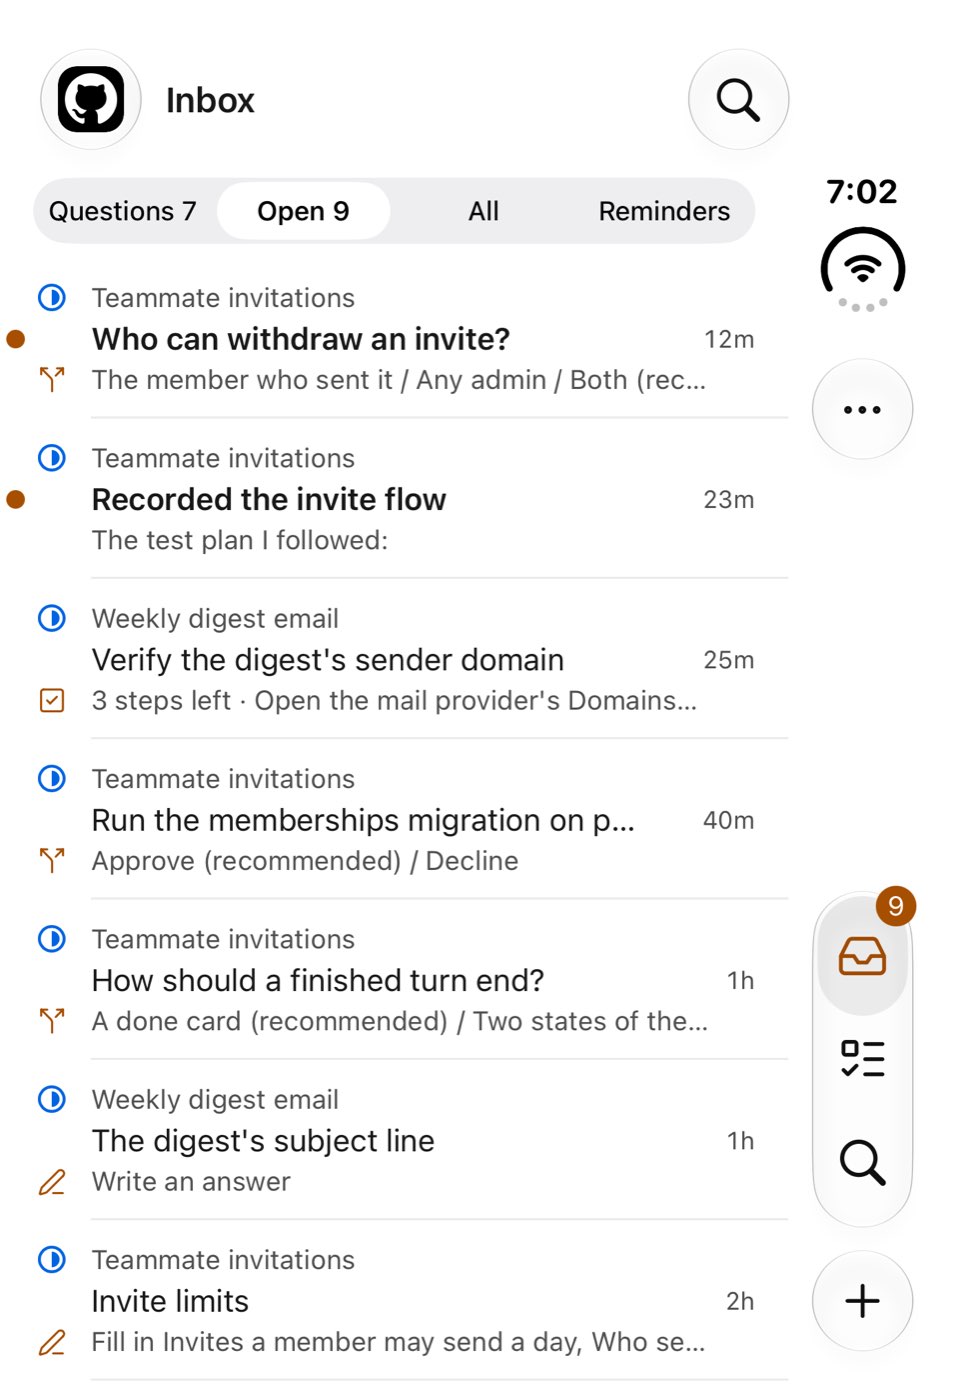 Inbox
7:02
Questions 7
Open 9
All
Reminders
Teammate invitations
Who can withdraw an invite?
12m
The member who sent it / Any admin / Both (rec...
Teammate invitations
Recorded the invite flow
23m
The test plan I followed:
Weekly digest email
Verify the digest's sender domain
25m
3 steps left · Open the mail provider's Domains...
Teammate invitations
Run the memberships migration on p...
40m
Approve (recommended) / Decline
9
Teammate invitations
How should a finished turn end?
1h
A done card (recommended) / Two states of the...
Weekly digest email
The digest's subject line
1h
Write an answer
Teammate invitations
Invite limits
2h
Fill in Invites a member may send a day, Who se...